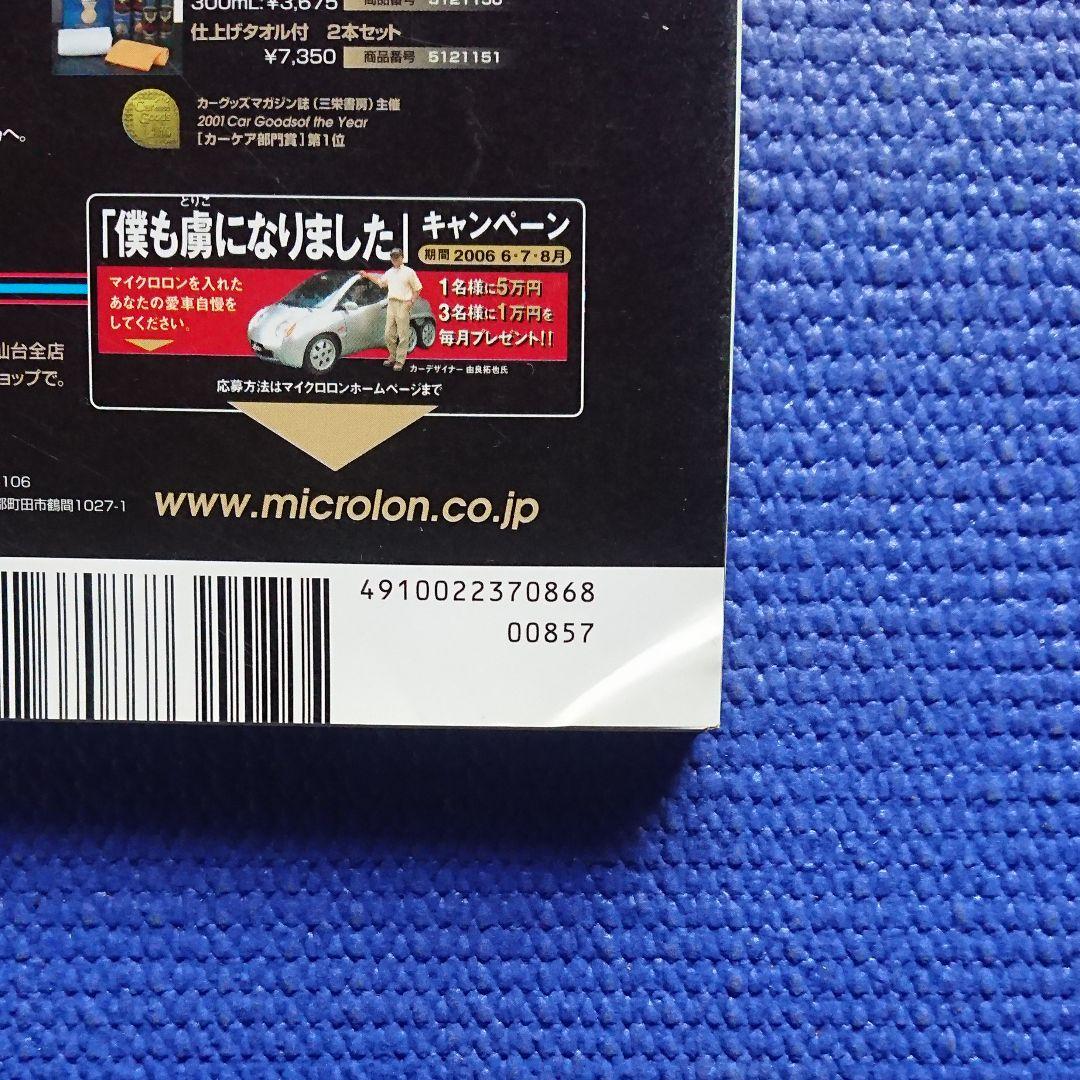 300mL:¥3,675 商品番号 5121150
仕上げタオル付 2本セット
¥7,350 商品番号 5121151
カーグッズマガジン誌(三栄書房)主催
2001 Car Goodsof the Year
[カーケア部門賞]第1位
へ。
とりこ
「僕も虜になりました」キャンペーン
期間 2006 6・7・8月
マイクロロンを入れた
あなたの愛車自慢を
してください。
1名様に5万円
3名様に1万円を
毎月プレゼント!!
カーデザイナー 由良拓也氏
応募方法はマイクロロンホームページまで
仙台全店
ョップで。
106
都町田市鶴間1027-1
www.microlon.co.jp
4910022370868
00857